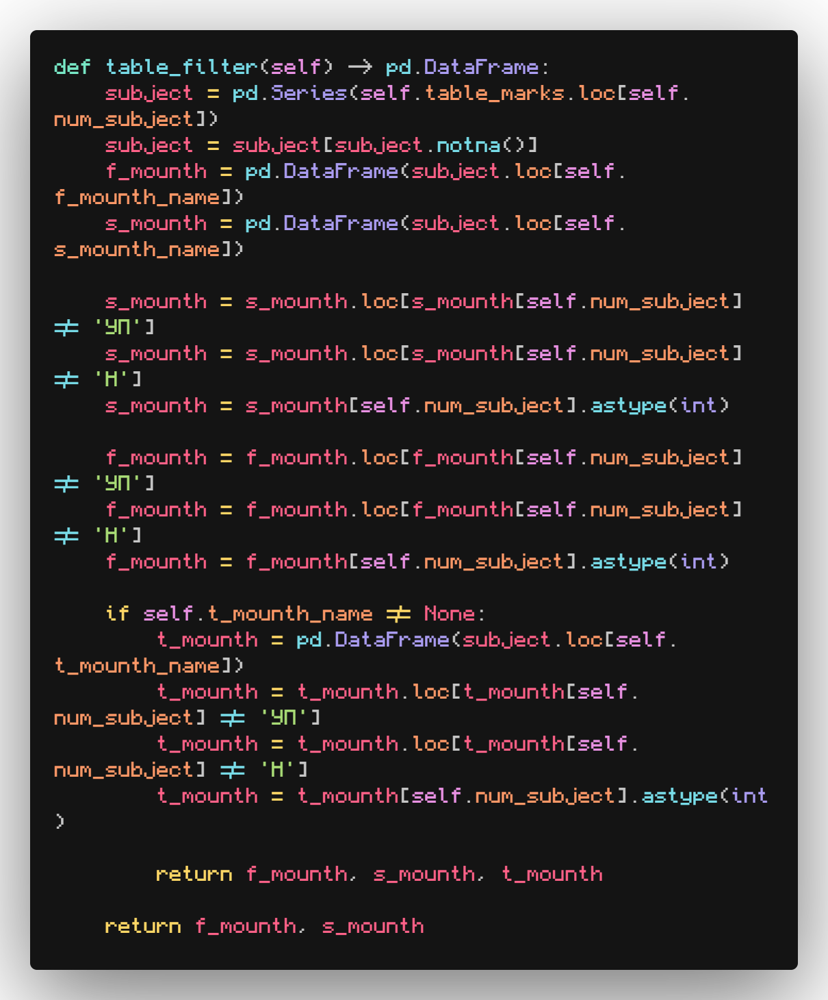 def table_filter(self) -> pd.DataFrame:
    subject = pd.Series(self.table_marks.loc[self.
num_subject])
    subject = subject[subject.notna()]
    f_mounth = pd.DataFrame(subject.loc[self.
f_mounth_name])
    s_mounth = pd.DataFrame(subject.loc[self.
s_mounth_name])

    s_mounth = s_mounth.loc[s_mounth[self.num_subject]
!= 'УП']
    s_mounth = s_mounth.loc[s_mounth[self.num_subject]
!= 'Н']
    s_mounth = s_mounth[self.num_subject].astype(int)

    f_mounth = f_mounth.loc[f_mounth[self.num_subject]
!= 'УП']
    f_mounth = f_mounth.loc[f_mounth[self.num_subject]
!= 'Н']
    f_mounth = f_mounth[self.num_subject].astype(int)

    if self.t_mounth_name != None:
        t_mounth = pd.DataFrame(subject.loc[self.
t_mounth_name])
        t_mounth = t_mounth.loc[t_mounth[self.
num_subject] != 'УП']
        t_mounth = t_mounth.loc[t_mounth[self.
num_subject] != 'Н']
        t_mounth = t_mounth[self.num_subject].astype(int
)

        return f_mounth, s_mounth, t_mounth

    return f_mounth, s_mounth